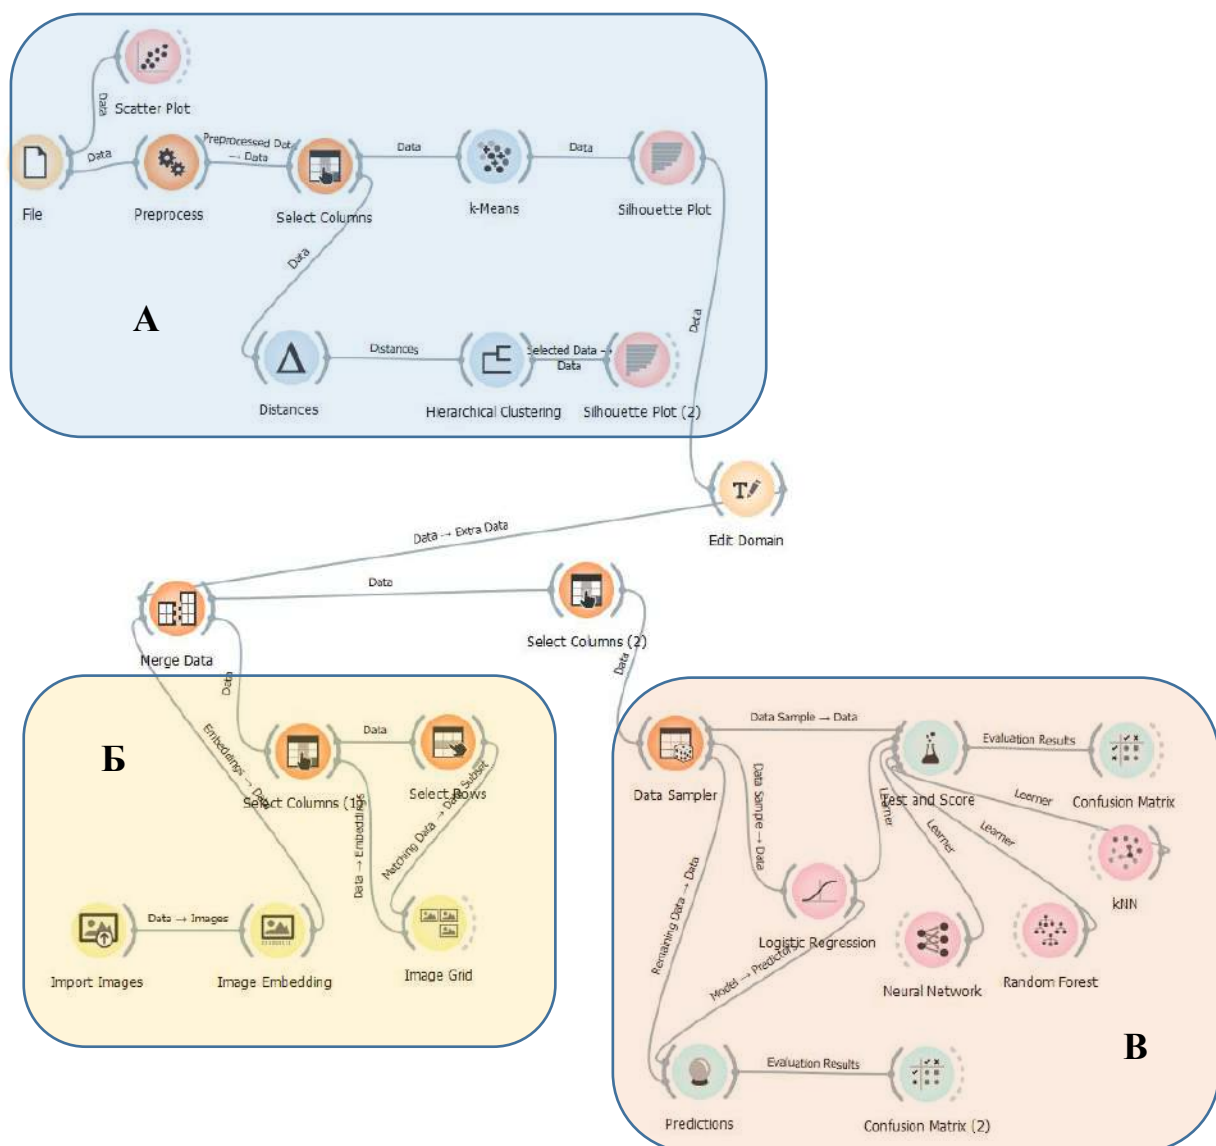 Scatter Plot
Data
Data
Preprocessed Data
→ Data
Data
Data
File
Preprocess
Select Columns
k-Means
Silhouette Plot
Data
А
Data
Distances
Selected Data →
Data
Distances
Hierarchical Clustering
Silhouette Plot (2)
Data → Extra Data
Edit Domain
Data
Merge Data
Select Columns (2)
Data
Data
Б
Embeddings → Data
Data
Select Columns (1)
Select Rows
Data → Embeddings
Matching Data → Data Subset
Data → Images
Import Images
Image Embedding
Image Grid
Data Sample → Data
Evaluation Results
Data Sampler
Test and Score
Confusion Matrix
Data Sample → Data
Learner
Learner
Learner
Learner
kNN
Logistic Regression
Remaining Data → Data
Model → Predictors
Neural Network
Random Forest
В
Evaluation Results
Predictions
Confusion Matrix (2)